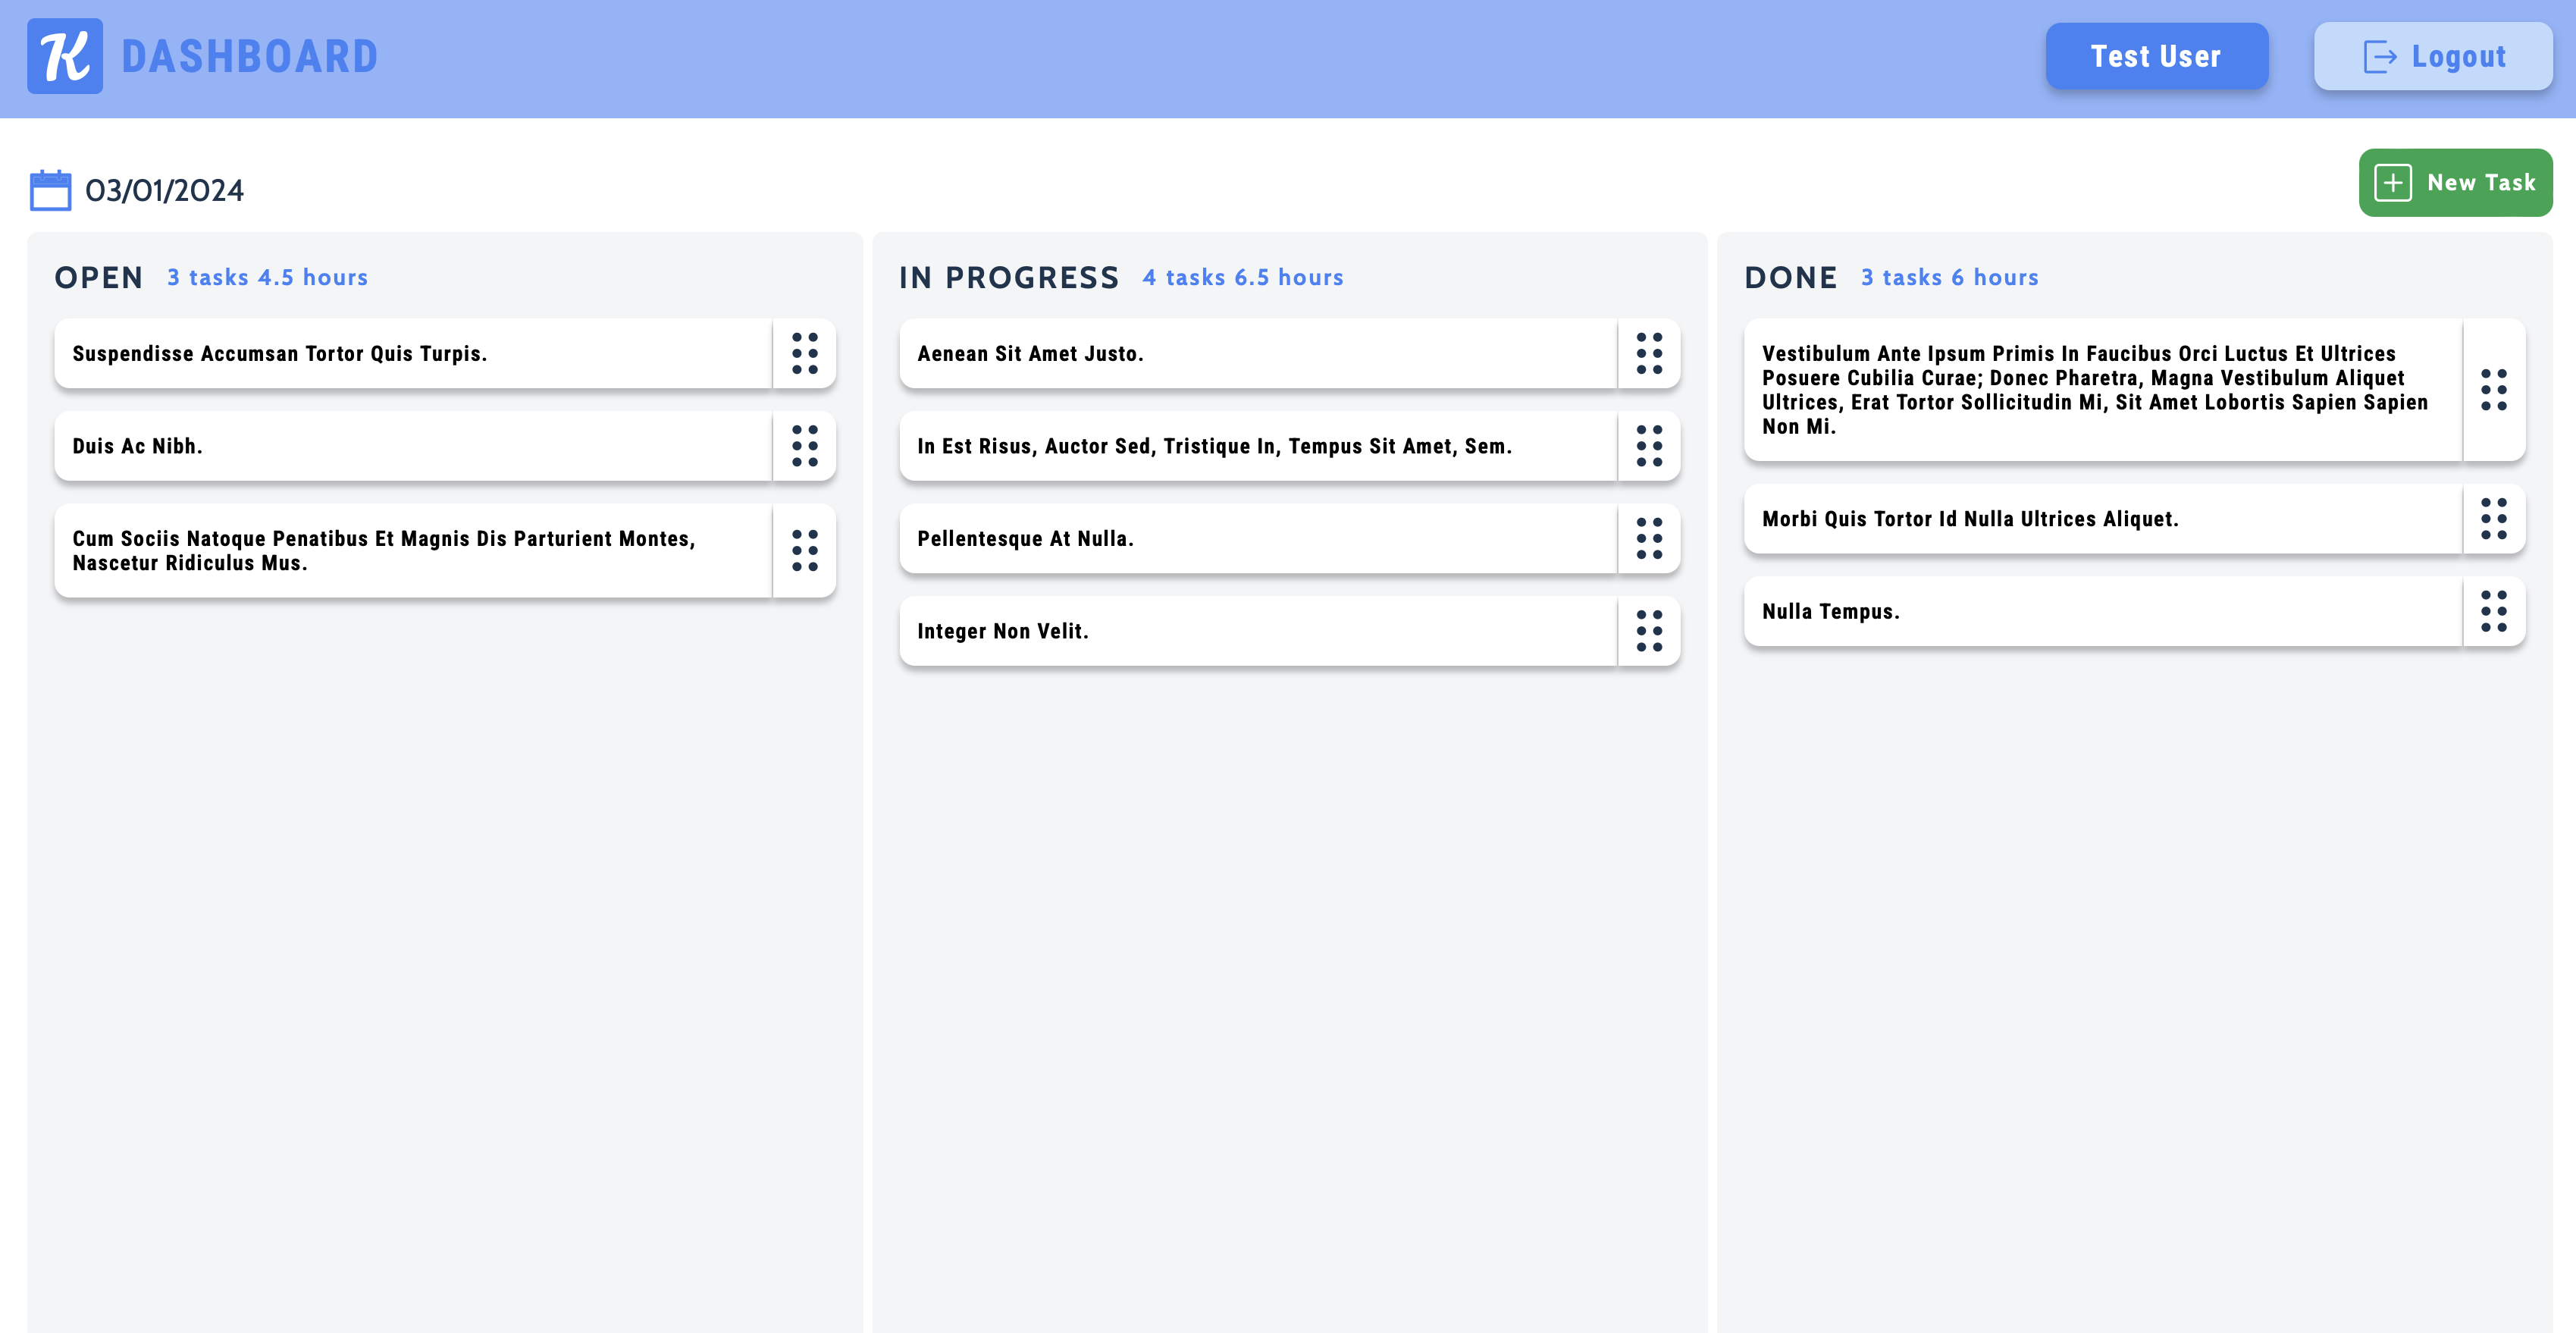 K DASHBOARD
Test User
Logout
03/01/2024
New Task
OPEN 3 tasks 4.5 hours
Suspendisse Accumsan Tortor Quis Turpis.
Duis Ac Nibh.
Cum Sociis Natoque Penatibus Et Magnis Dis Parturient Montes,
Nascetur Ridiculus Mus.
IN PROGRESS 4 tasks 6.5 hours
Aenean Sit Amet Justo.
In Est Risus, Auctor Sed, Tristique In, Tempus Sit Amet, Sem.
Pellentesque At Nulla.
Integer Non Velit.
DONE 3 tasks 6 hours
Vestibulum Ante Ipsum Primis In Faucibus Orci Luctus Et Ultrices
Posuere Cubilia Curae; Donec Pharetra, Magna Vestibulum Aliquet
Ultrices, Erat Tortor Sollicitudin Mi, Sit Amet Lobortis Sapien Sapien
Non Mi.
Morbi Quis Tortor Id Nulla Ultrices Aliquet.
Nulla Tempus.